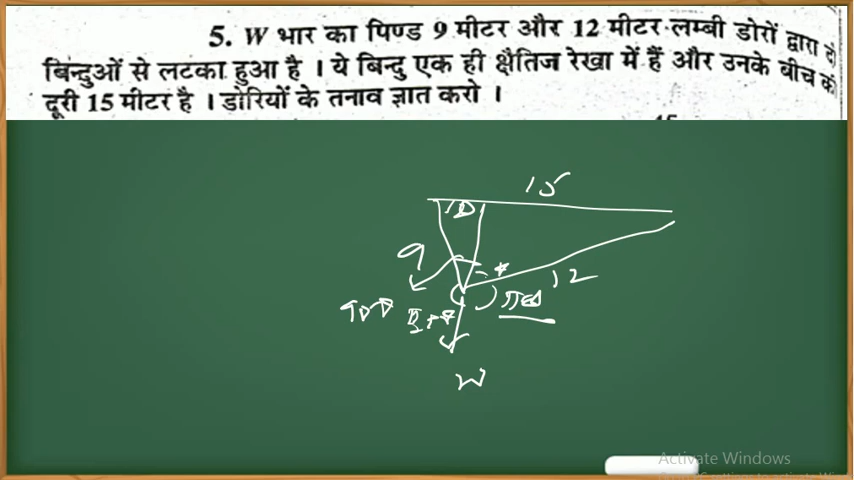 5. W भार का पिण्ड 9 मीटर और 12 मीटर लम्बी डोरों द्वारा दो
बिन्दुओं से लटका हुआ है । ये बिन्दु एक ही क्षैतिज रेखा में हैं और उनके बीच की
दूरी 15 मीटर है । डोरियों के तनाव ज्ञात करो ।
15
9
12
W
Activate Windows